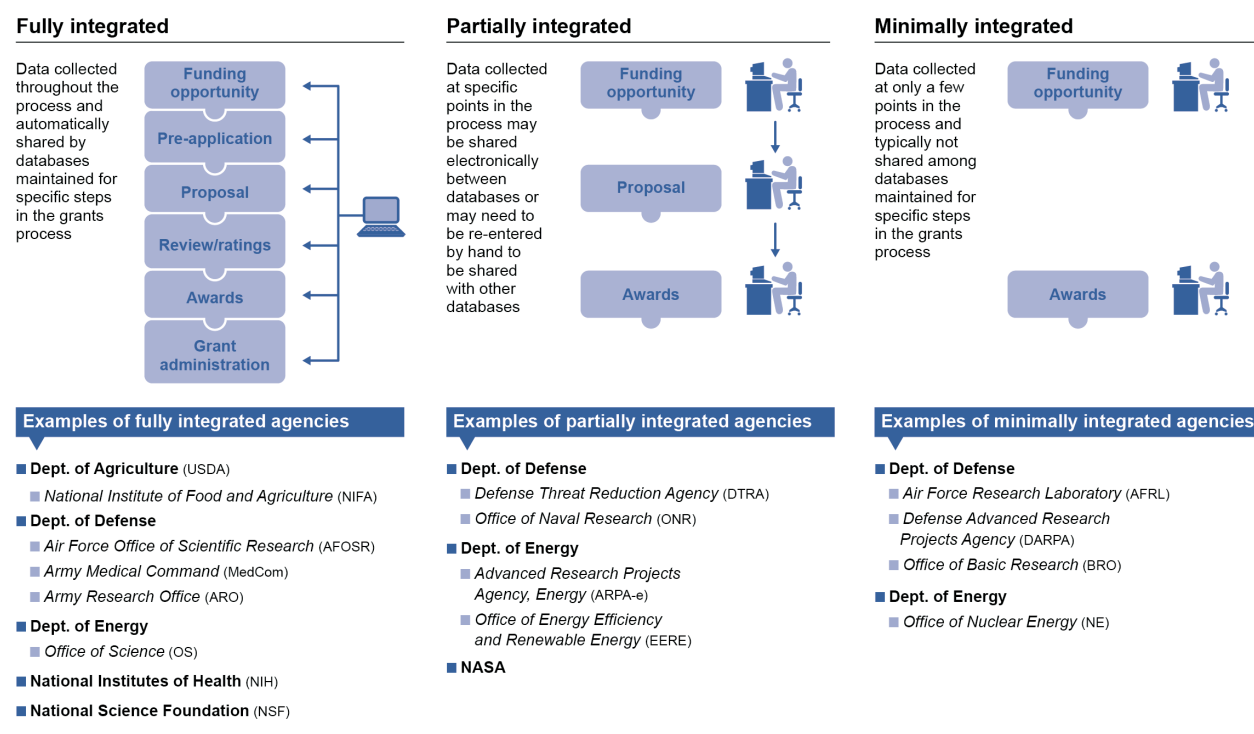 Fully integrated
Data collected
throughout the
process and
automatically
shared by
databases
maintained for
specific steps
in the grants
process
Funding
opportunity
Pre-application
Proposal
Review/ratings
Awards
Grant
administration
Examples of fully integrated agencies
Dept. of Agriculture (USDA)
National Institute of Food and Agriculture (NIFA)
Dept. of Defense
Air Force Office of Scientific Research (AFOSR)
Army Medical Command (MedCom)
Army Research Office (ARO)
Dept. of Energy
Office of Science (OS)
National Institutes of Health (NIH)
National Science Foundation (NSF)
Partially integrated
Data collected
at specific
points in the
process may
be shared
electronically
between
databases or
may need to
be re-entered
by hand to
be shared
with other
databases
Funding
opportunity
Proposal
Awards
Examples of partially integrated agencies
Dept. of Defense
Defense Threat Reduction Agency (DTRA)
Office of Naval Research (ONR)
Dept. of Energy
Advanced Research Projects
Agency, Energy (ARPA-e)
Office of Energy Efficiency
and Renewable Energy (EERE)
NASA
Minimally integrated
Data collected
at only a few
points in the
process and
typically not
shared among
databases
maintained for
specific steps
in the grants
process
Funding
opportunity
Awards
Examples of minimally integrated agencies
Dept. of Defense
Air Force Research Laboratory (AFRL)
Defense Advanced Research
Projects Agency (DARPA)
Office of Basic Research (BRO)
Dept. of Energy
Office of Nuclear Energy (NE)